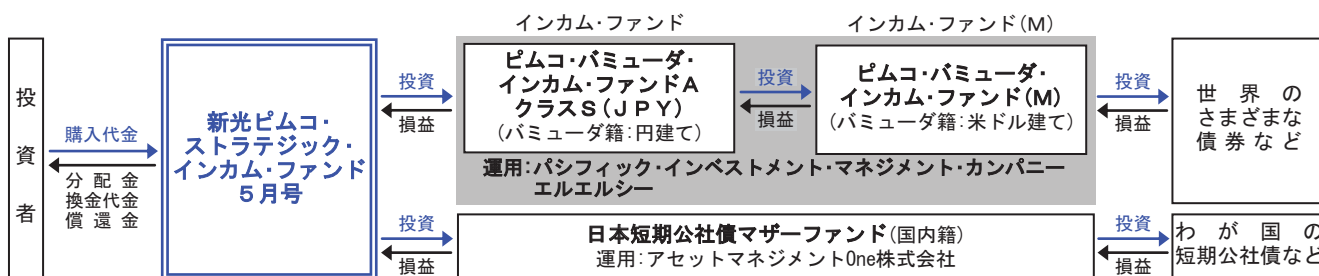 インカム・ファンド
インカム・ファンド(M)
投資者
購入代金
分配金
換金代金
償還金
新光ピムコ・
ストラテジック・
インカム・ファンド
5月号
投資
損益
ピムコ・バミューダ・
インカム・ファンドA
クラスS(JPY)
(バミューダ籍:円建て)
投資
損益
ピムコ・バミューダ・
インカム・ファンド(M)
(バミューダ籍:米ドル建て)
運用:パシフィック・インベストメント・マネジメント・カンパニー
エルエルシー
投資
損益
世界の
さまざまな
債券など
投資
損益
日本短期公社債マザーファンド(国内籍)
運用:アセットマネジメントOne株式会社
投資
損益
わが国の
短期公社債など